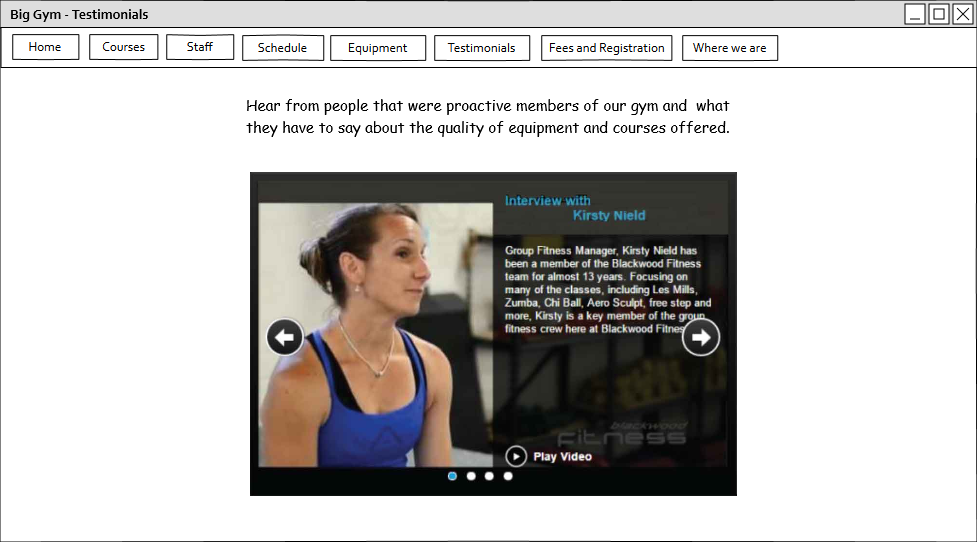 Big Gym - Testimonials
Home Courses Staff Schedule Equipment Testimonials Fees and Registration Where we are
Hear from people that were proactive members of our gym and what
they have to say about the quality of equipment and courses offered.
Interview with
Kirsty Nield
Group Fitness Manager, Kirsty Nield has
been a member of the Blackwood Fitness
team for almost 13 years. Focusing on
many of the classes, including Les Mills,
Zumba, Chi Ball, Aero Sculpt, free step and
more, Kirsty is a key member of the group
fitness crew here at Blackwood Fitnes
blackwood
Fitness
Play Video